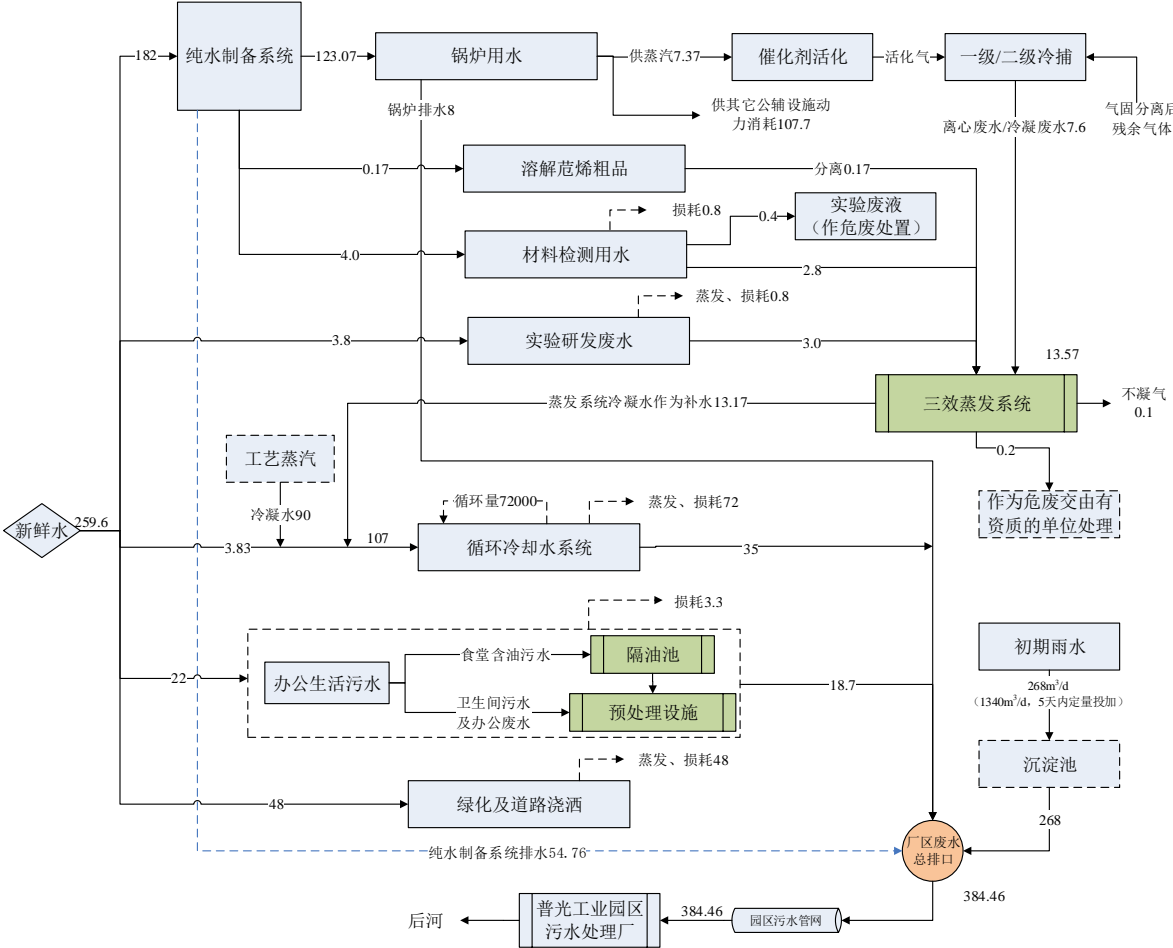 182
纯水制备系统
123.07
锅炉用水
供蒸汽7.37
催化剂活化
活化气
一级/二级冷捕
锅炉排水8
供其它公辅设施动
力消耗107.7
离心废水/冷凝废水7.6
气固分离后
残余气体
0.17
溶解茋烯粗品
分离0.17
损耗0.8
0.4
实验废液
（作危废处置）
4.0
材料检测用水
2.8
蒸发、损耗0.8
3.8
实验研发废水
3.0
13.57
蒸发系统冷凝水作为补水13.17
三效蒸发系统
不凝气
0.1
0.2
工艺蒸汽
作为危废交由有
资质的单位处理
冷凝水90
循环量72000
蒸发、损耗72
新鲜水
259.6
3.83
107
循环冷却水系统
35
损耗3.3
食堂含油污水
隔油池
初期雨水
22
办公生活污水
18.7
268m³/d
（1340m³/d，5天内定量投加）
卫生间污水
及办公废水
预处理设施
蒸发、损耗48
沉淀池
48
绿化及道路浇洒
268
纯水制备系统排水54.76
厂区废水
总排口
384.46
后河
普光工业园区
污水处理厂
384.46
园区污水管网